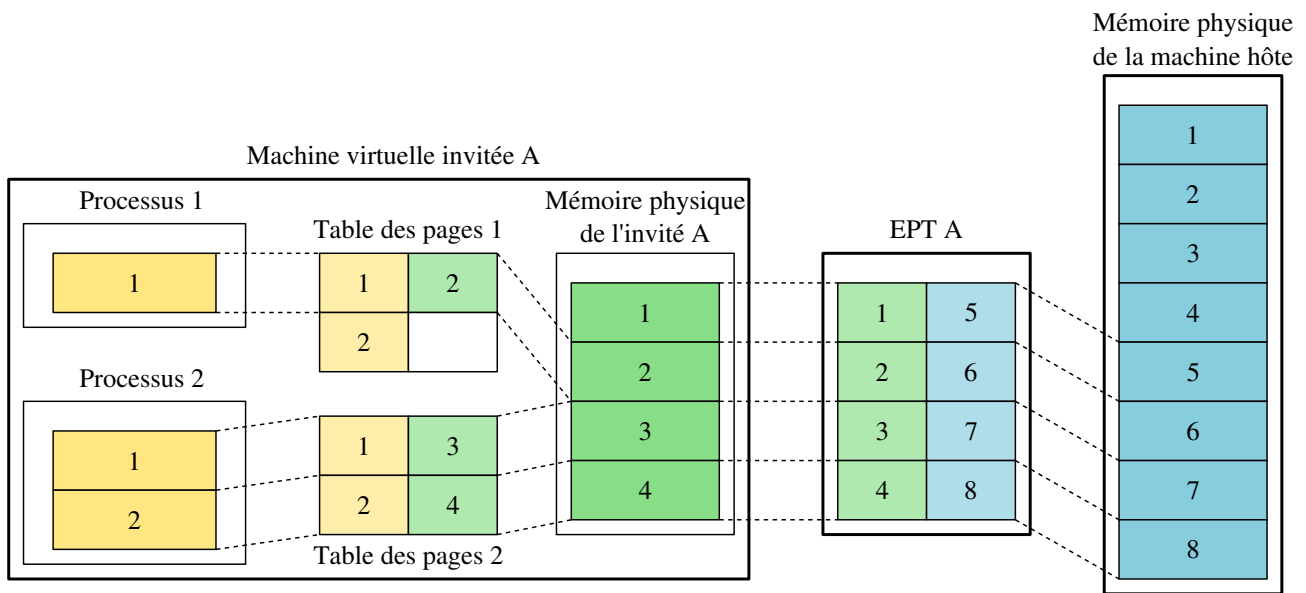 Mémoire physique
de la machine hôte
1
2
3
4
5
6
7
8
Machine virtuelle invitée A
Processus 1
1
Processus 2
1
2
Table des pages 1
1 2
2
1 3
2 4
Table des pages 2
Mémoire physique
de l'invité A
1
2
3
4
EPT A
1 5
2 6
3 7
4 8